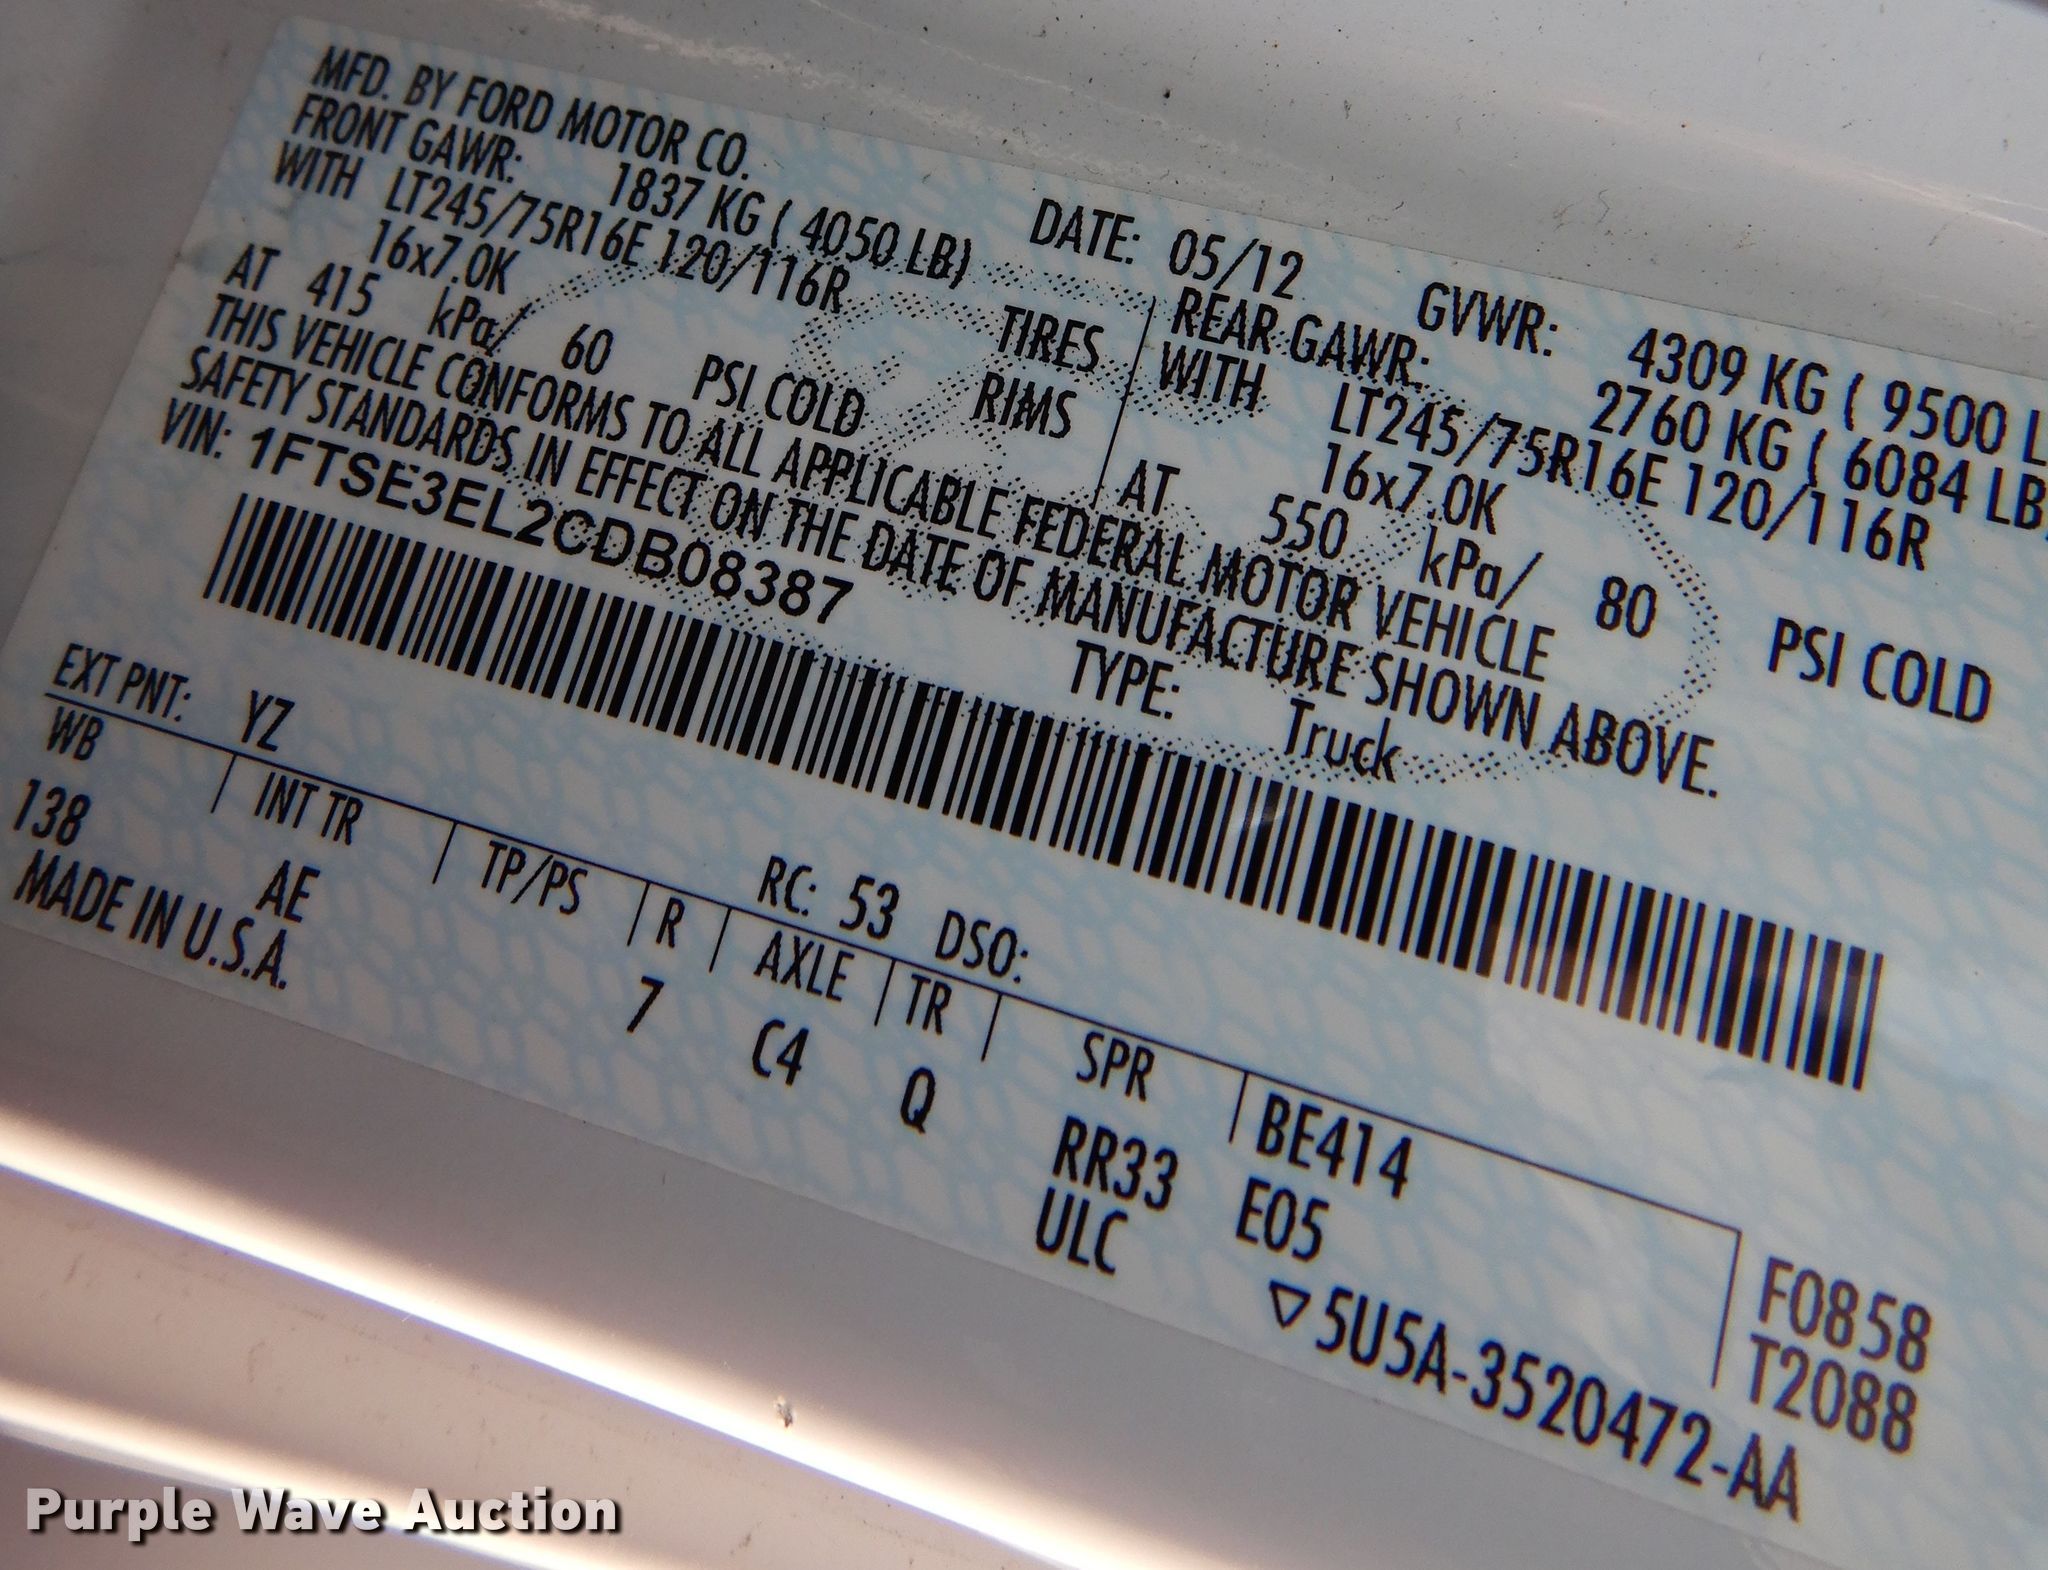 MFD. BY FORD MOTOR CO.
DATE: 05/12 GVWR: 4309 KG ( 9500 L
FRONT GAWR: 1837 KG ( 4050 LB)
REAR GAWR: 2760 KG ( 6084 LB
WITH LT245/75R16E 120/116R TIRES
WITH LT245/75R16E 120/116R
16x7.0K RIMS
16x7.0K
AT 415 kPa/ 60 PSI COLD
AT 550 kPa/ 80 PSI COLD
THIS VEHICLE CONFORMS TO ALL APPLICABLE FEDERAL MOTOR VEHICLE
SAFETY STANDARDS IN EFFECT ON THE DATE OF MANUFACTURE SHOWN ABOVE.
VIN: 1FTSE3EL2CDB08387
TYPE: Truck
EXT PNT: YZ RC: 53 DSO:
WB INT TR TP/PS R AXLE TR SPR BE414
138 AE 7 C4 Q RR33 E05 F0858
ULC T2088
MADE IN U.S.A.
▽5U5A-3520472-AA
Purple Wave Auction